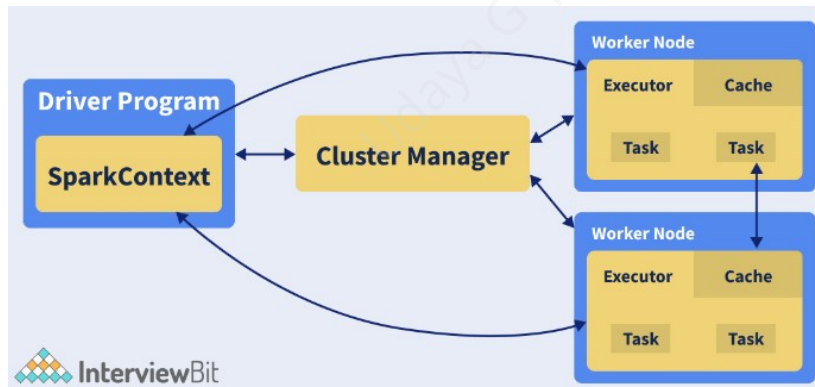 Driver Program
SparkContext
Cluster Manager
Worker Node
Executor
Cache
Task
Task
Worker Node
Executor
Cache
Task
Task
InterviewBit